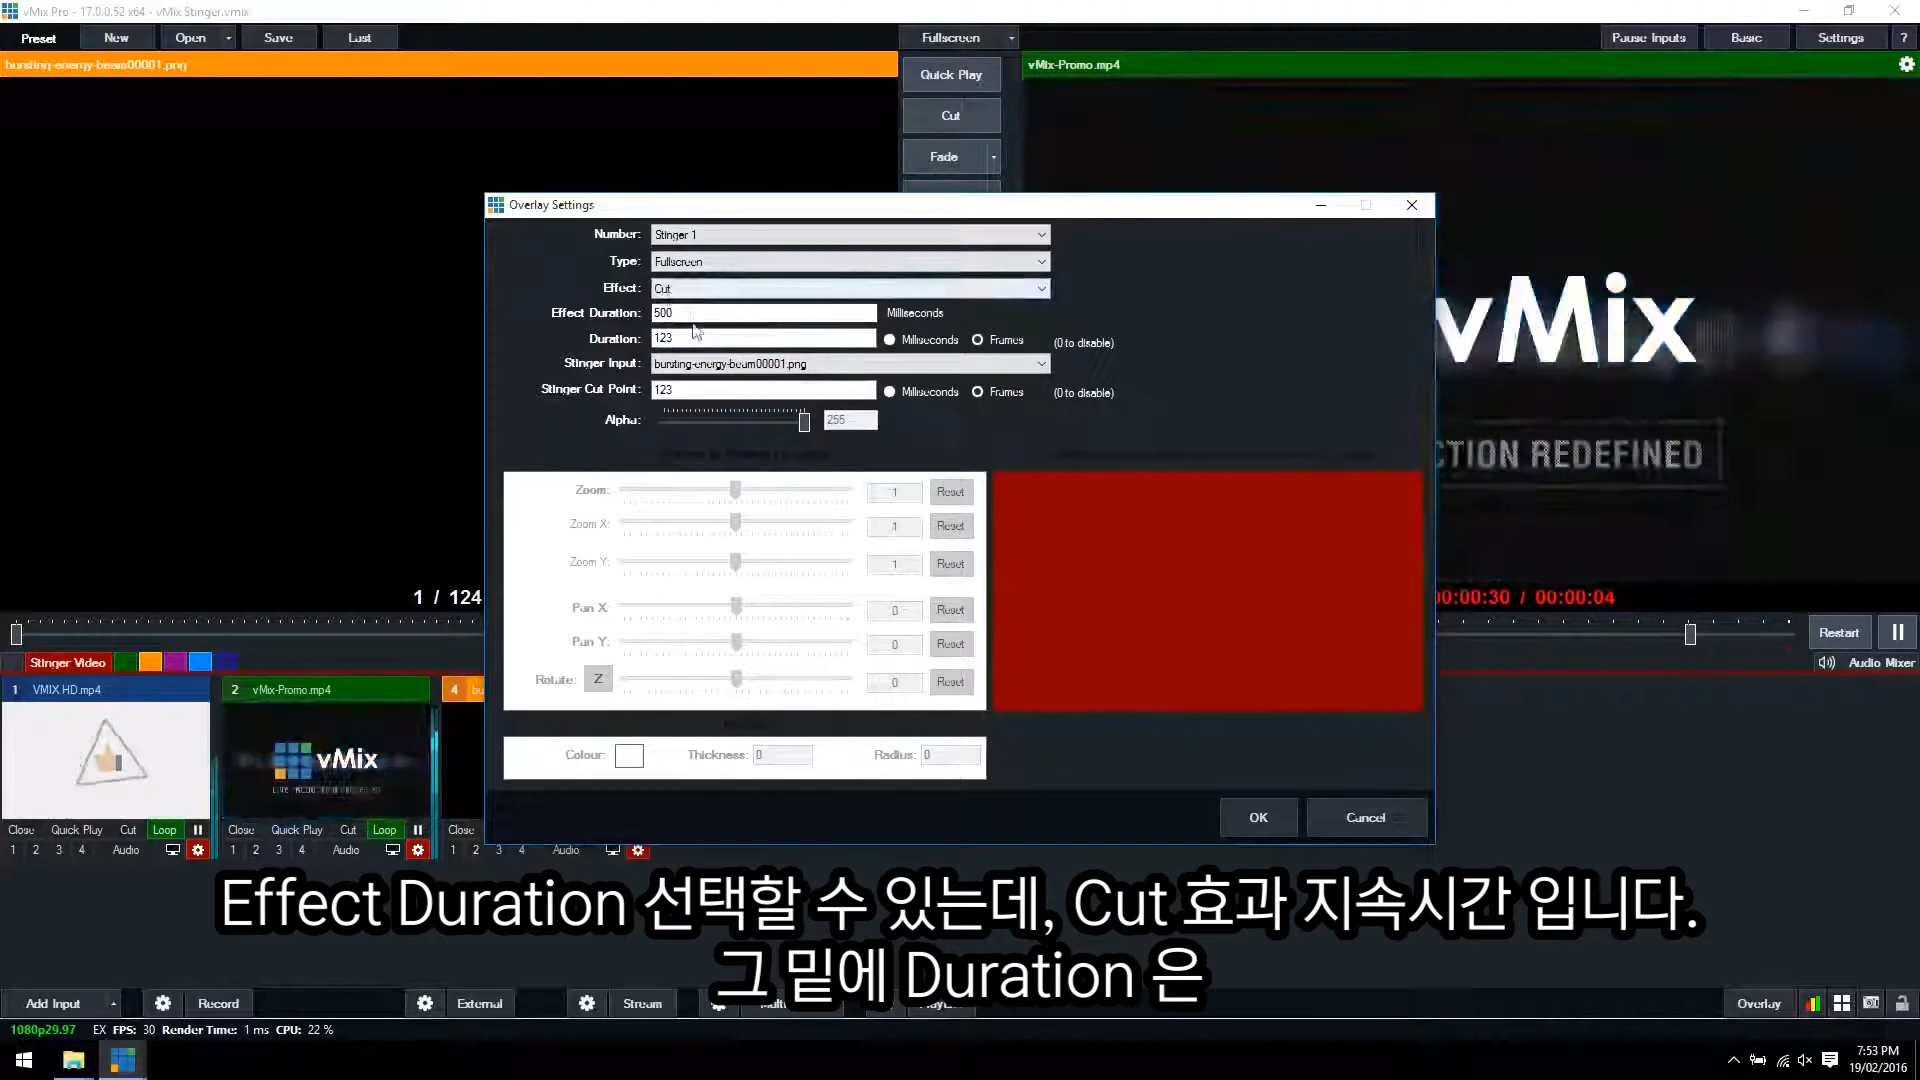 vMix Pro - 17.0.0.52 x64 - vMix Stinger.vmix
Preset New Open Save Last Fullscreen Pause Inputs Basic Settings ?
bursting-energy-beam00001.png
Quick Play
vMix-Promo.mp4
Cut
Fade
Overlay Settings
Number: Stinger 1
Type: Fullscreen
Effect: Cut
Effect Duration: 500 Milliseconds
Duration: 123 Milliseconds Frames (0 to disable)
Stinger Input: bursting-energy-beam00001.png
Stinger Cut Point: 123 Milliseconds Frames (0 to disable)
Alpha: 255
vMix
CTION REDEFINED
Zoom: 1 Reset
Zoom X: 1 Reset
Zoom Y: 1 Reset
Pan X: 0 Reset
Pan Y: 0 Reset
Rotate: Z 0 Reset
1 / 124
00:00:30 / 00:00:04
Restart
Stinger Video
Audio Mixer
1 VMIX HD.mp4
2 vMix-Promo.mp4
4 bu
vMix
Colour: Thickness: 0 Radius: 0
OK Cancel
Close Quick Play Cut Loop
Close Quick Play Cut Loop
Close
1 2 3 4 Audio
1 2 3 4 Audio
1 2 3 4 Audio
Effect Duration 선택할 수 있는데, Cut 효과 지속시간 입니다.
그 밑에 Duration 은
Add Input Record External Stream Overlay
1080p29.97 EX FPS: 30 Render Time: 1 ms CPU: 22 %
7:53 PM
19/02/2016